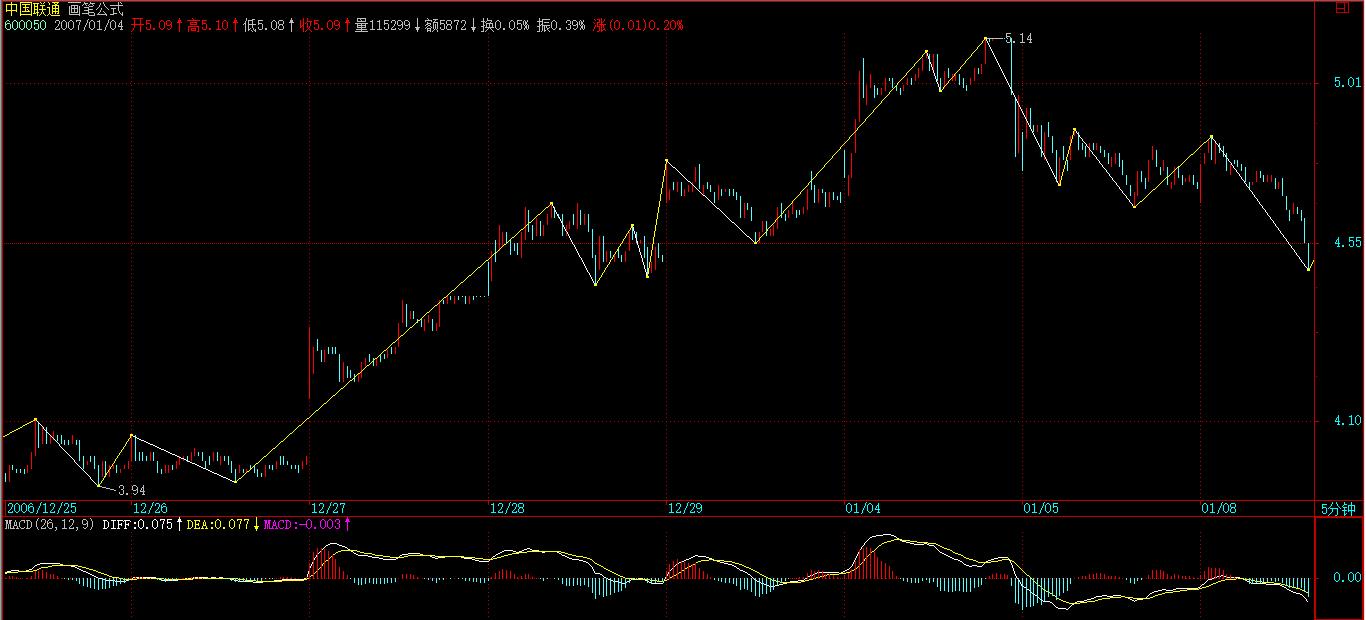 中国联通 画笔公式
600050 2007/01/04 开5.09↑高5.10↑低5.08↑收5.09↑量115299↓额5872↓换0.05% 振0.39% 涨(0.01)0.20%
5.14
5.01
4.55
4.10
3.94
2006/12/25 12/26 12/27 12/28 12/29 01/04 01/05 01/08 5分钟
MACD(26,12,9) DIFF:0.075↑DEA:0.077↓MACD:-0.003↑
0.00